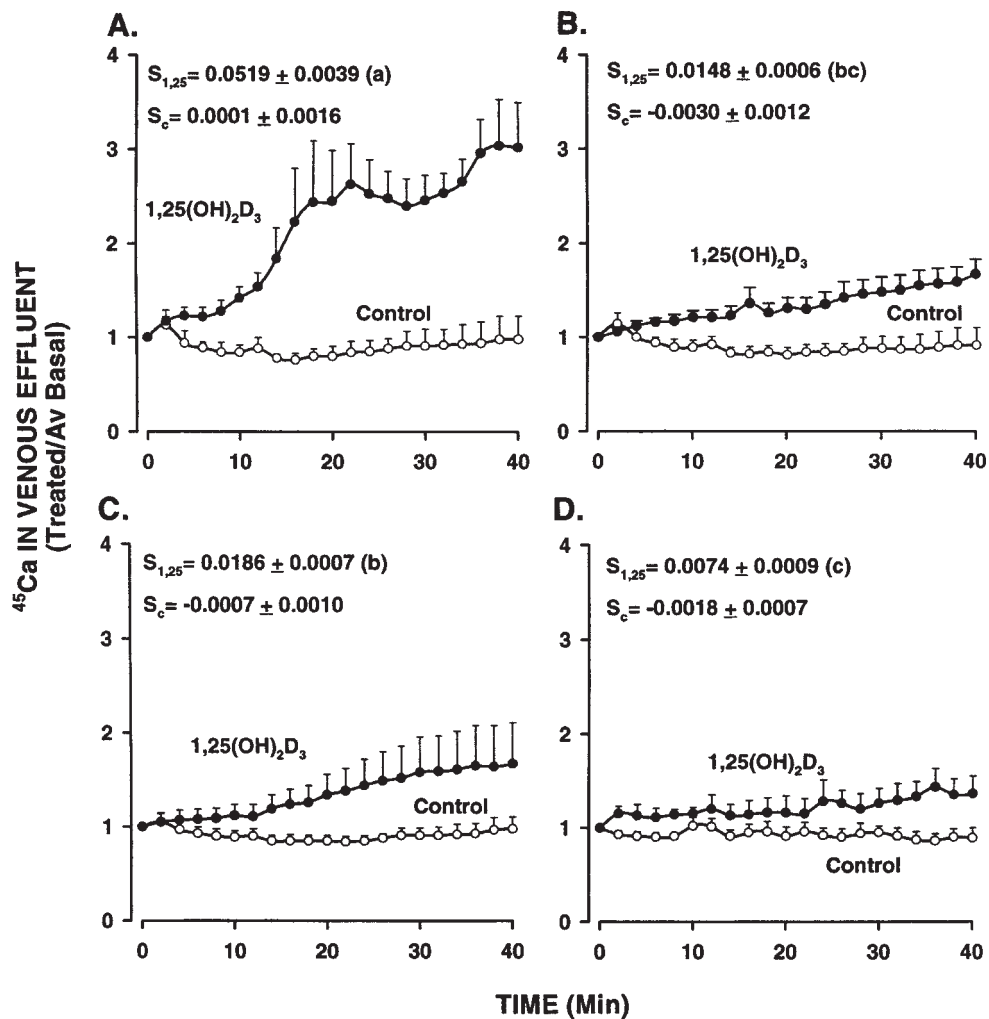 ⁴⁵Ca IN VENOUS EFFLUENT
(Treated/Av Basal)
A.
4
3
2
1
0
S₁,₂₅= 0.0519 ± 0.0039 (a)
Sc= 0.0001 ± 0.0016
1,25(OH)₂D₃
Control
0 10 20 30 40
B.
4
3
2
1
0
S₁,₂₅= 0.0148 ± 0.0006 (bc)
Sc= -0.0030 ± 0.0012
1,25(OH)₂D₃
Control
0 10 20 30 40
C.
4
3
2
1
0
S₁,₂₅= 0.0186 ± 0.0007 (b)
Sc= -0.0007 ± 0.0010
1,25(OH)₂D₃
Control
0 10 20 30 40
D.
4
3
2
1
0
S₁,₂₅= 0.0074 ± 0.0009 (c)
Sc= -0.0018 ± 0.0007
1,25(OH)₂D₃
Control
0 10 20 30 40
TIME (Min)